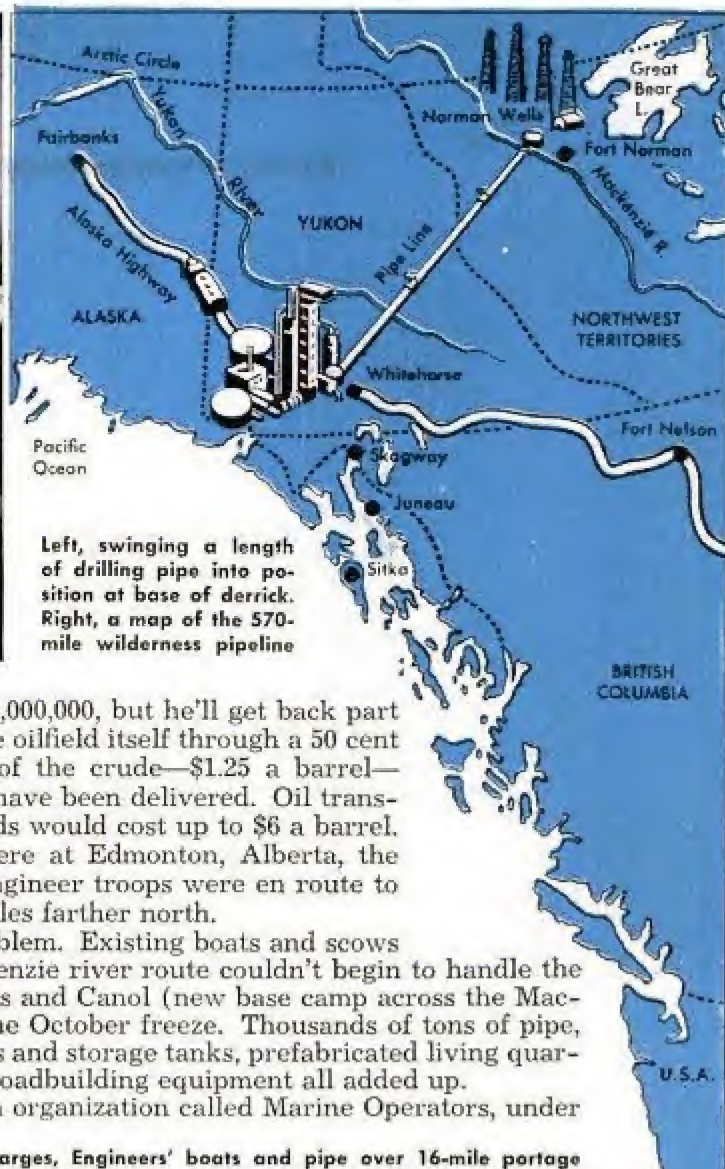 Arctic Circle
Great
Bear
L.
Norman Wells
Fort Norman
Mackenzie R.
Yukon
River
Fairbanks
YUKON
Pipe Line
Alaska Highway
ALASKA
NORTHWEST
TERRITORIES
Whitehorse
Fort Nelson
Pacific
Ocean
Skagway
Juneau
Sitka
BRITISH
COLUMBIA
U.S.A.
Left, swinging a length
of drilling pipe into po-
sition at base of derrick.
Right, a map of the 570-
mile wilderness pipeline
,000,000, but he'll get back part
oilfield itself through a 50 cent
of the crude—$1.25 a barrel—
have been delivered. Oil trans-
ds would cost up to $6 a barrel.
ere at Edmonton, Alberta, the
gineer troops were en route to
les farther north.
blem. Existing boats and scows
enzie river route couldn't begin to handle the
s and Canol (new base camp across the Mac-
ne October freeze. Thousands of tons of pipe,
s and storage tanks, prefabricated living quar-
oadbuilding equipment all added up.
organization called Marine Operators, under
arges, Engineers' boats and pipe over 16-mile portage